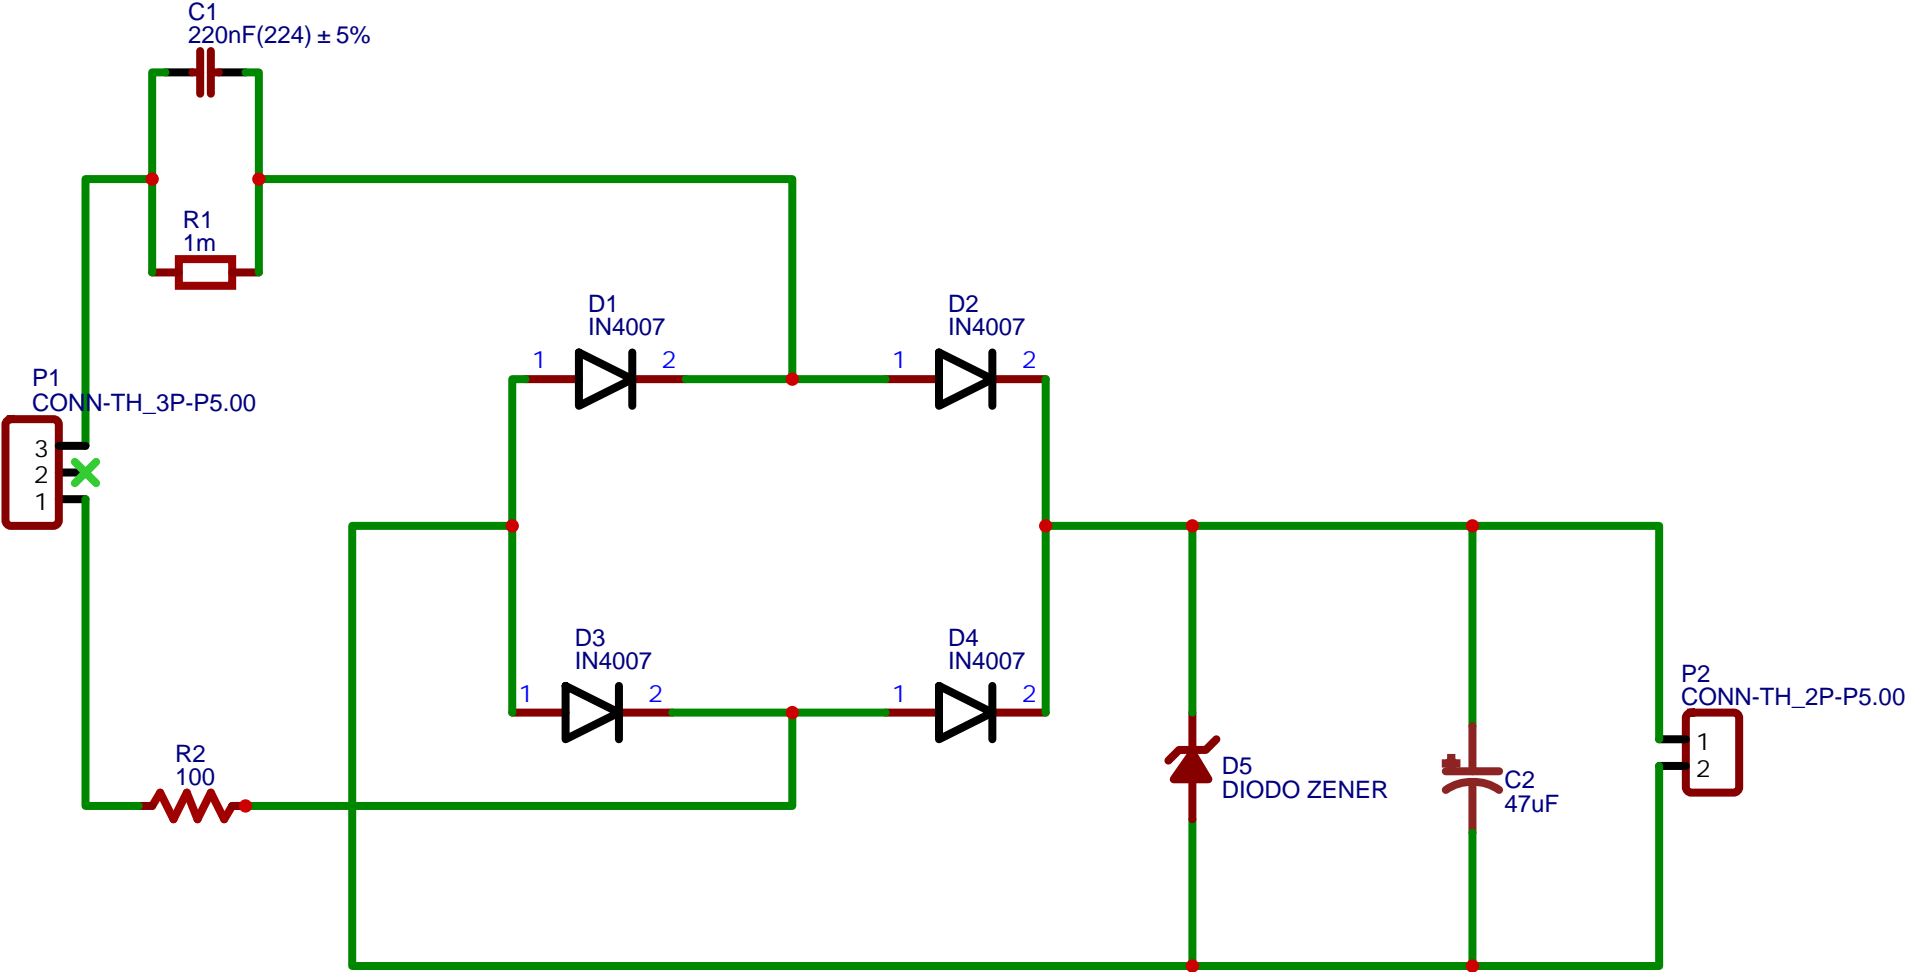 C1
220nF(224) ± 5%
R1
1m
D1
IN4007
1 2
D2
IN4007
1 2
P1
CONN-TH_3P-P5.00
3
2
1
D3
IN4007
1 2
D4
IN4007
1 2
P2
CONN-TH_2P-P5.00
1
2
R2
100
D5
DIODO ZENER
C2
47uF